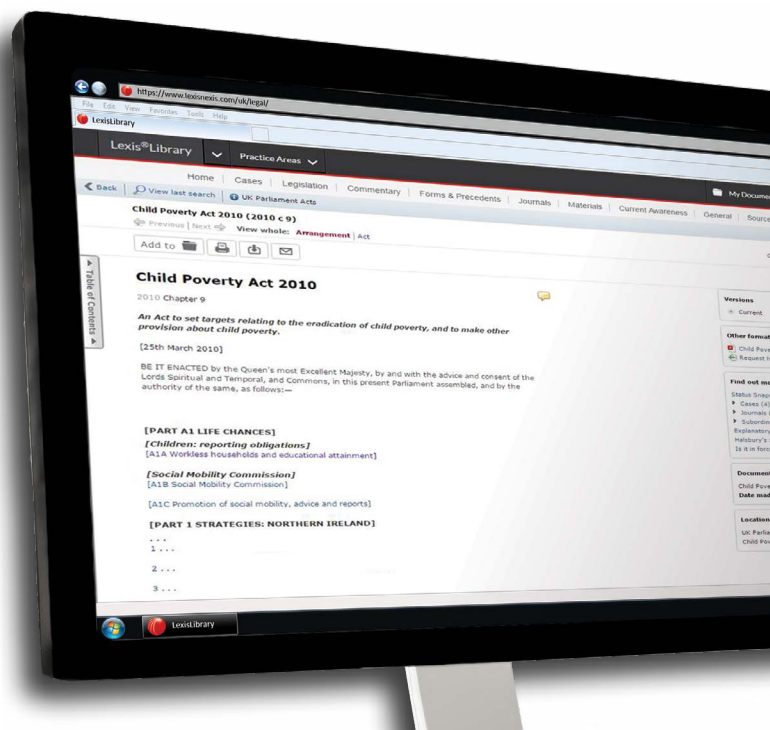 https://www.lexisnexis.com/uk/legal/
File Edit View Favorites Tools Help
LexisLibrary
Lexis®Library Practice Areas
My Docume
Home Cases Legislation Commentary Forms & Precedents Journals Materials Current Awareness General Source
Back View last search UK Parliament Acts
Child Poverty Act 2010 (2010 c 9)
Previous | Next View whole: Arrangement | Act
Add to
Table of Contents
Child Poverty Act 2010
2010 Chapter 9
An Act to set targets relating to the eradication of child poverty, and to make other
provision about child poverty.
[25th March 2010]
BE IT ENACTED by the Queen's most Excellent Majesty, by and with the advice and consent of the
Lords Spiritual and Temporal, and Commons, in this present Parliament assembled, and by the
authority of the same, as follows:—
[PART A1 LIFE CHANCES]
[Children: reporting obligations]
[A1A Workless households and educational attainment]
[Social Mobility Commission]
[A1B Social Mobility Commission]
[A1C Promotion of social mobility, advice and reports]
[PART 1 STRATEGIES: NORTHERN IRELAND]
...
1 ...
2 ...
3 ...
Versions
Current
Other format
Child Pove
Request
Find out mo
Status Snap
Cases (4)
Journals
Subordin
Explanatory
Halsbury's
Is it in forc
Document
Child Pove
Date mad
Location
UK Parlia
Child Pov
LexisLibrary